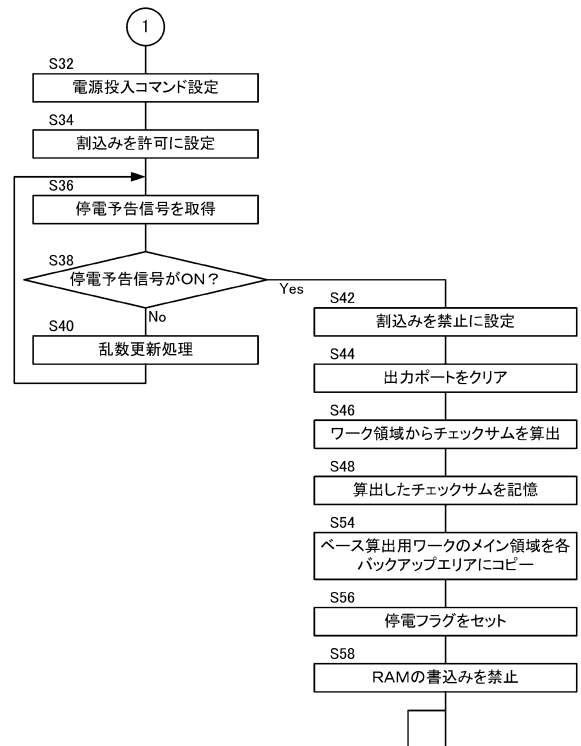 1
S32
電源投入コマンド設定
S34
割込みを許可に設定
S36
停電予告信号を取得
S38
停電予告信号がON?
Yes
No
S40
乱数更新処理
S42
割込みを禁止に設定
S44
出力ポートをクリア
S46
ワーク領域からチェックサムを算出
S48
算出したチェックサムを記憶
S54
ベース算出用ワークのメイン領域を各
バックアップエリアにコピー
S56
停電フラグをセット
S58
RAMの書込みを禁止